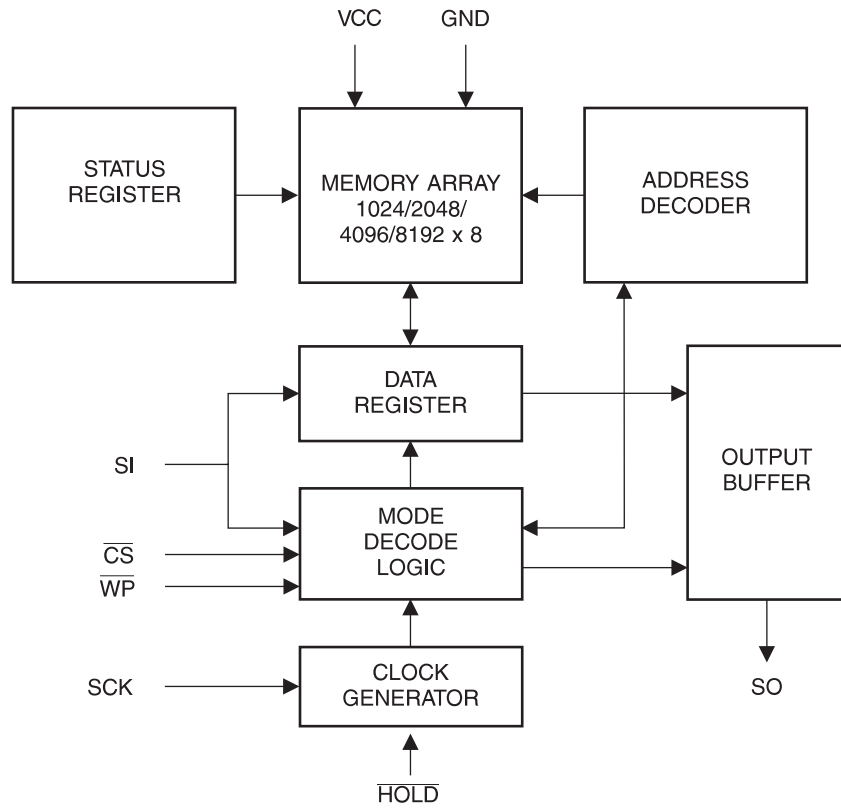 VCC
GND
STATUS
REGISTER
MEMORY ARRAY
1024/2048/
4096/8192 x 8
ADDRESS
DECODER
DATA
REGISTER
SI
OUTPUT
BUFFER
MODE
DECODE
LOGIC
CS
WP
SCK
CLOCK
GENERATOR
SO
HOLD